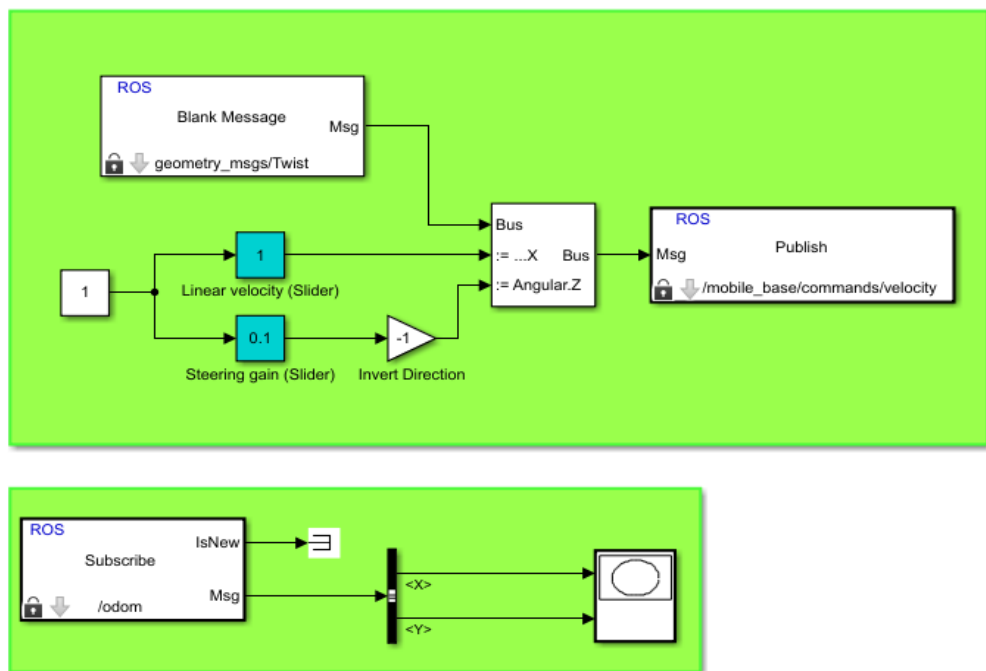 ROS
Blank Message
Msg
geometry_msgs/Twist
1
1
Linear velocity (Slider)
0.1
Steering gain (Slider)
-1
Invert Direction
Bus
:= ...X Bus
:= Angular.Z
ROS
Publish
Msg
/mobile_base/commands/velocity
ROS
IsNew
Subscribe
Msg
/odom
<X>
<Y>